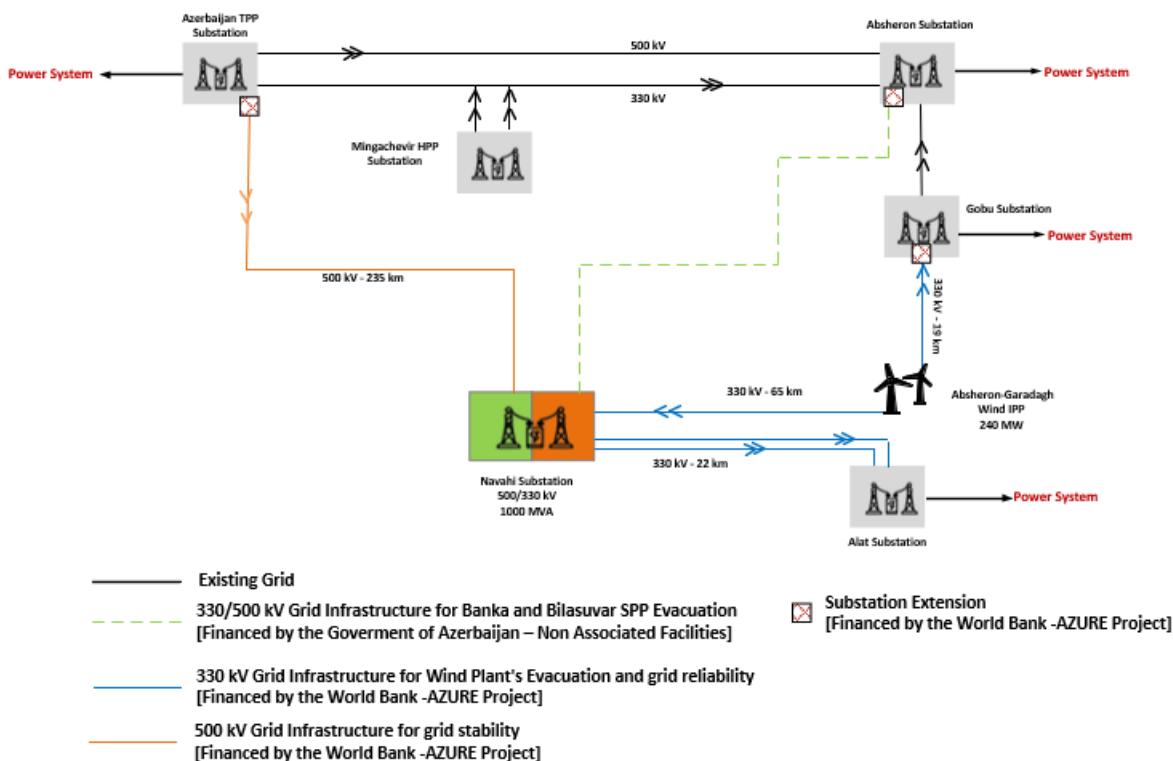 Azerbaijan TPP
Substation
Absheron Substation
500 kV
Power System
Power System
330 kV
Mingachevir HPP
Substation
Gobu Substation
Power System
500 kV - 235 km
330 kV - 19 km
330 kV - 65 km
Absheron-Garadagh
Wind IPP
240 MW
330 kV - 22 km
Navahi Substation
500/330 kV
1000 MVA
Power System
Alat Substation
Existing Grid
330/500 kV Grid Infrastructure for Banka and Bilasuvar SPP Evacuation
[Financed by the Goverment of Azerbaijan – Non Associated Facilities]
Substation Extension
[Financed by the World Bank -AZURE Project]
330 kV Grid Infrastructure for Wind Plant's Evacuation and grid reliability
[Financed by the World Bank -AZURE Project]
500 kV Grid Infrastructure for grid stability
[Financed by the World Bank -AZURE Project]